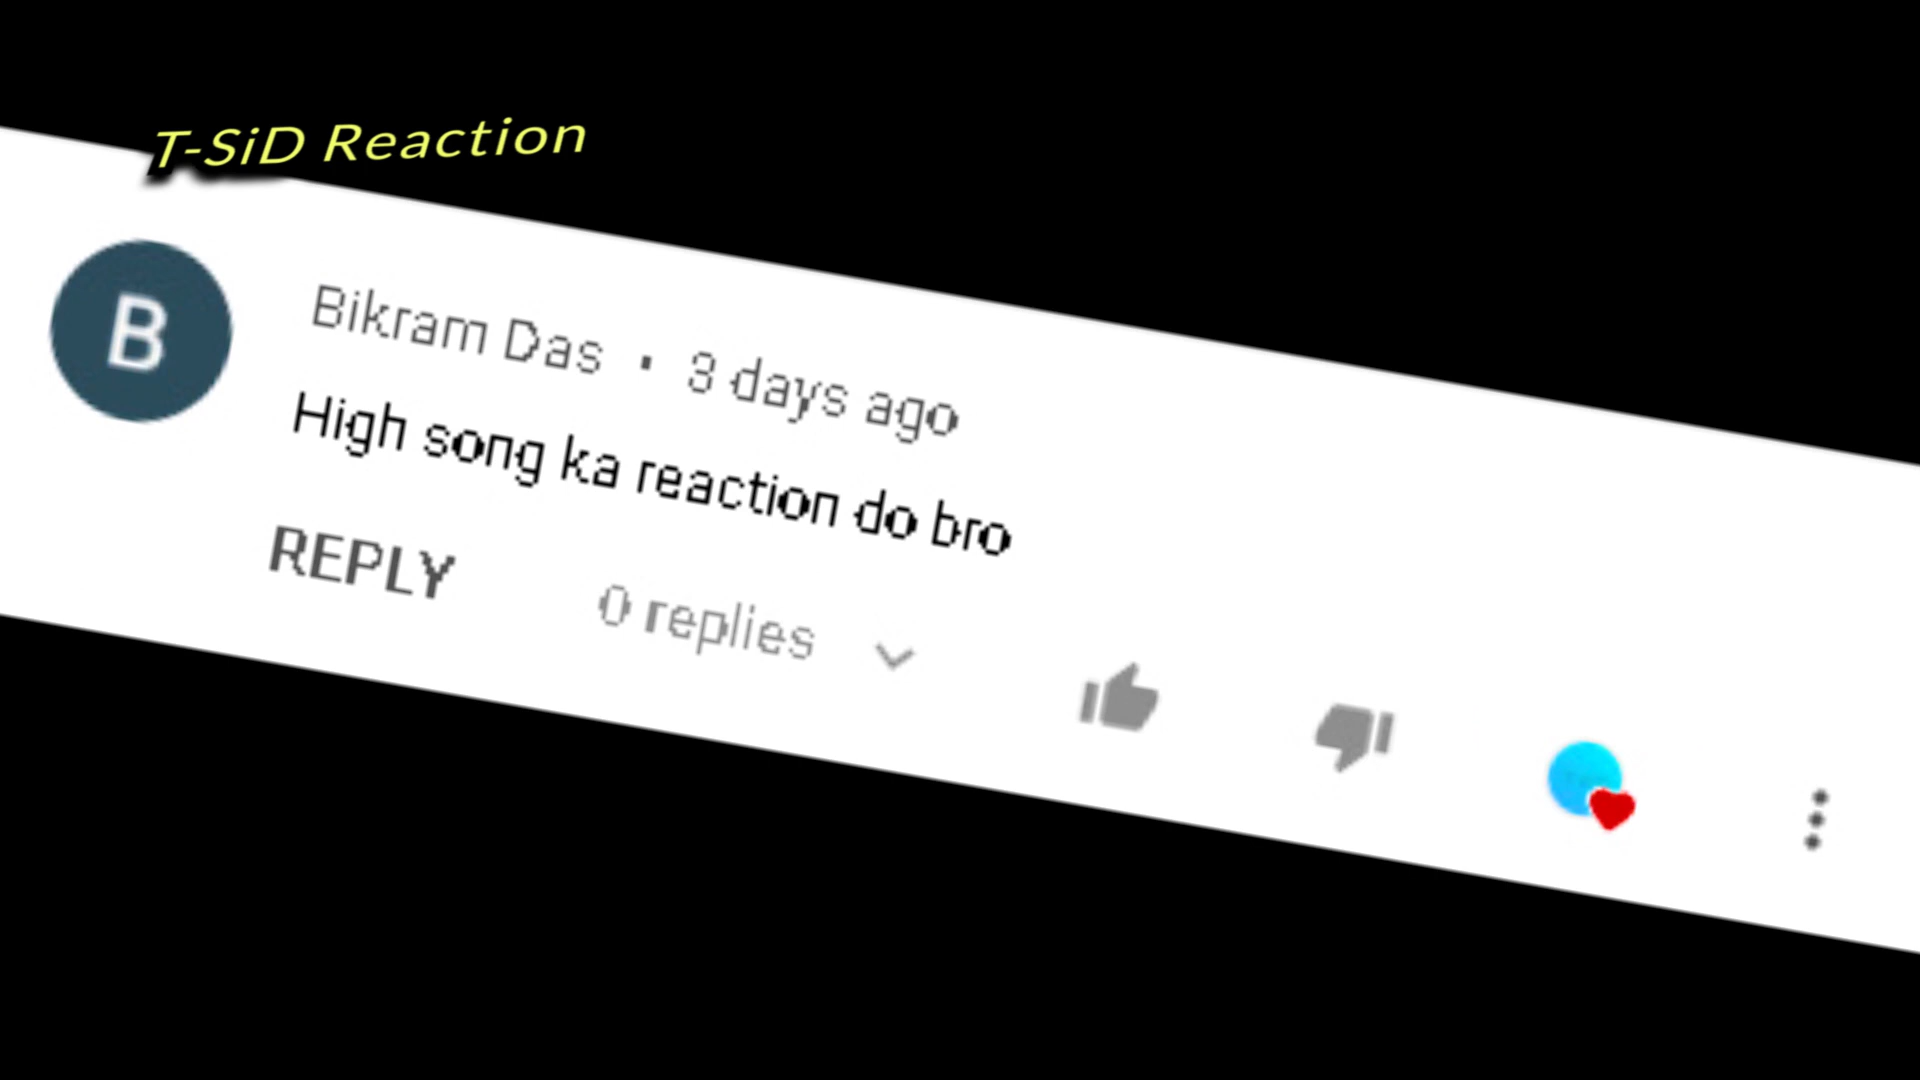 T-SiD Reaction
B
Bikram Das · 3 days ago
High song ka reaction do bro
REPLY 0 replies